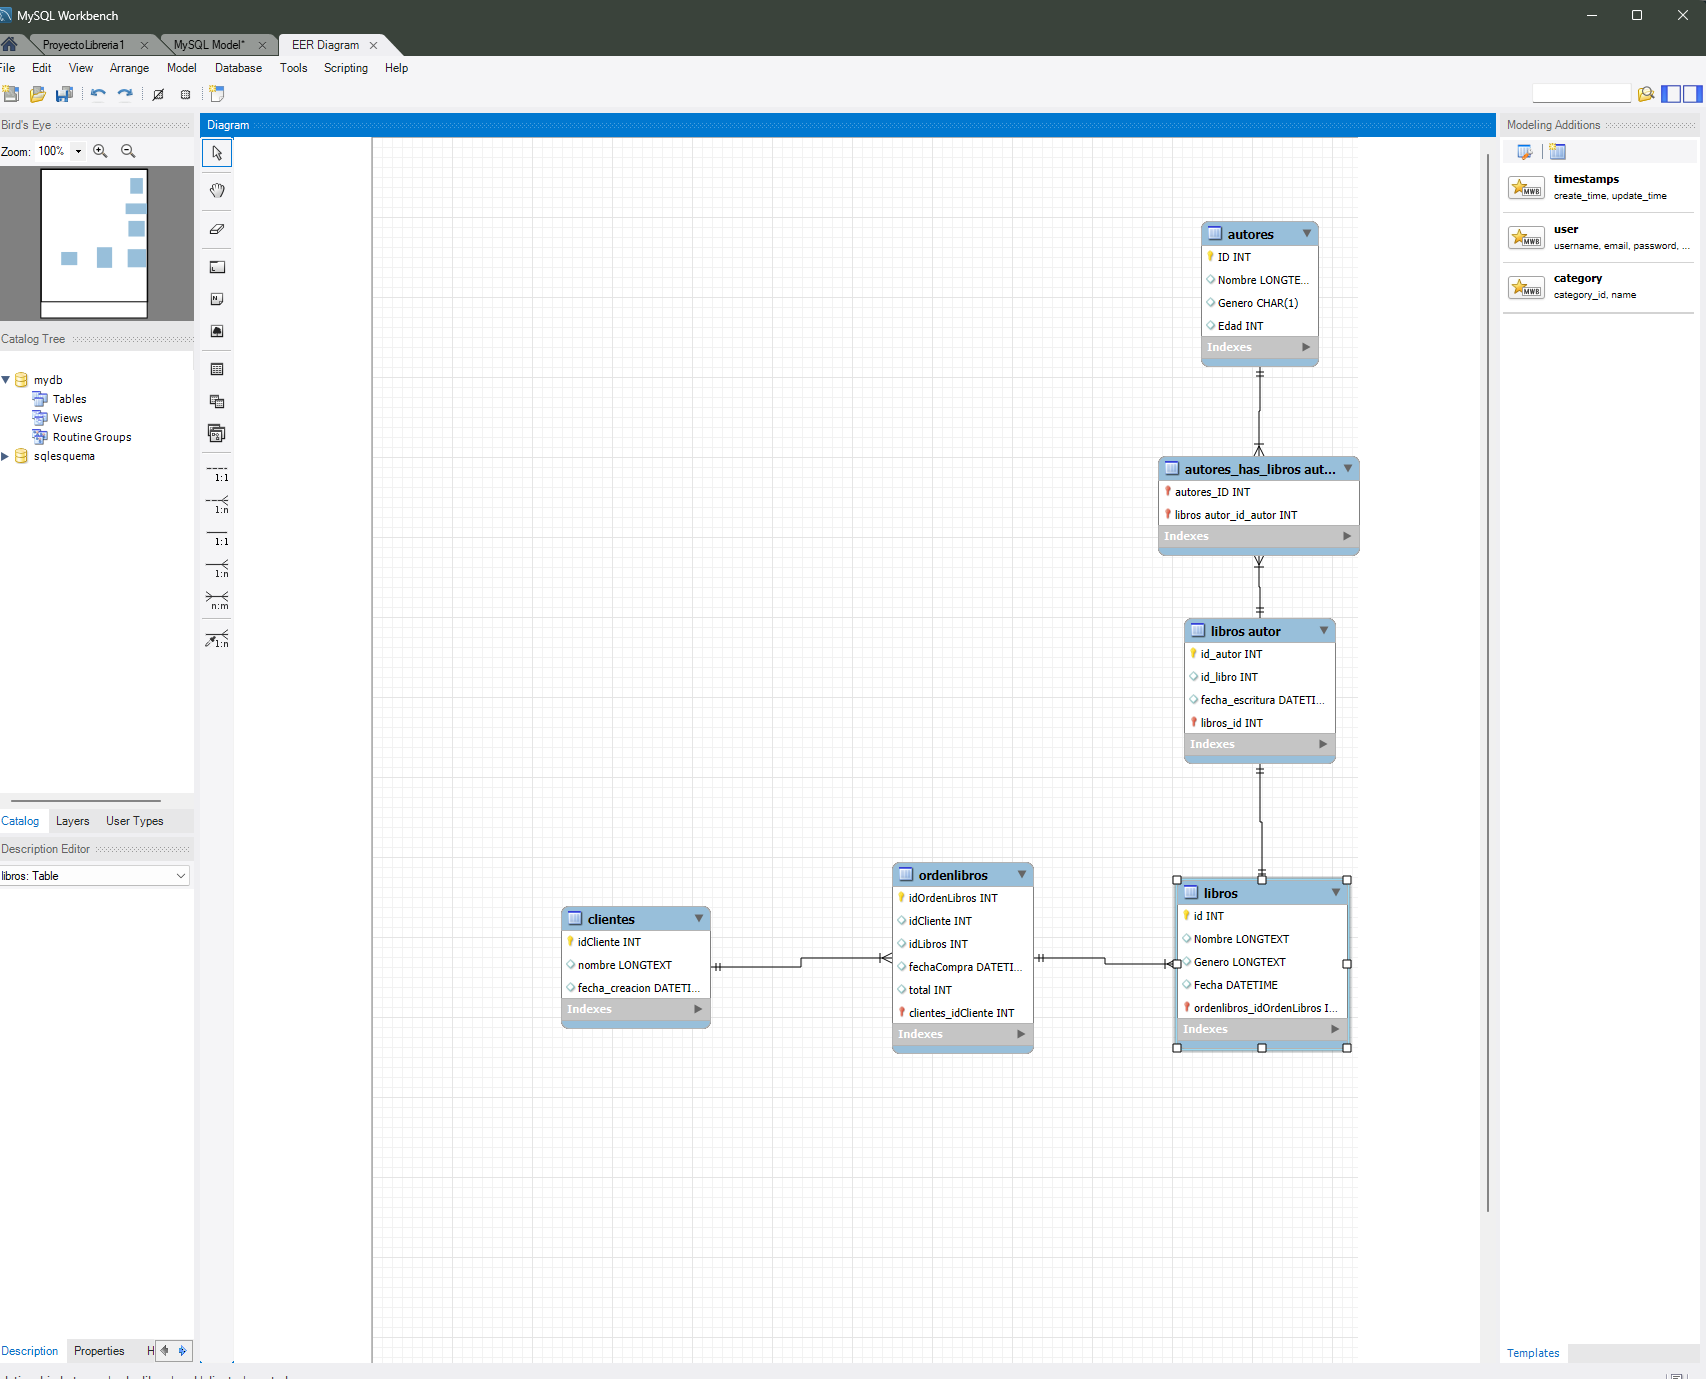 MySQL Workbench
ProyectoLibreria1
MySQL Model*
EER Diagram
File Edit View Arrange Model Database Tools Scripting Help
Bird's Eye
Zoom: 100%
Catalog Tree
mydb
Tables
Views
Routine Groups
sqlesquema
Catalog Layers User Types
Description Editor
libros: Table
Description Properties H
Diagram
1:1
1:n
1:1
1:n
n:m
1:n
autores
ID INT
Nombre LONGTE...
Genero CHAR(1)
Edad INT
Indexes
autores_has_libros aut...
autores_ID INT
libros autor_id_autor INT
Indexes
libros autor
id_autor INT
id_libro INT
fecha_escritura DATETI...
libros_id INT
Indexes
clientes
idCliente INT
nombre LONGTEXT
fecha_creacion DATETI...
Indexes
ordenlibros
idOrdenLibros INT
idCliente INT
idLibros INT
fechaCompra DATETI...
total INT
clientes_idCliente INT
Indexes
libros
id INT
Nombre LONGTEXT
Genero LONGTEXT
Fecha DATETIME
ordenlibros_idOrdenLibros I...
Indexes
Modeling Additions
MWB
timestamps
create_time, update_time
MWB
user
username, email, password, ...
MWB
category
category_id, name
Templates